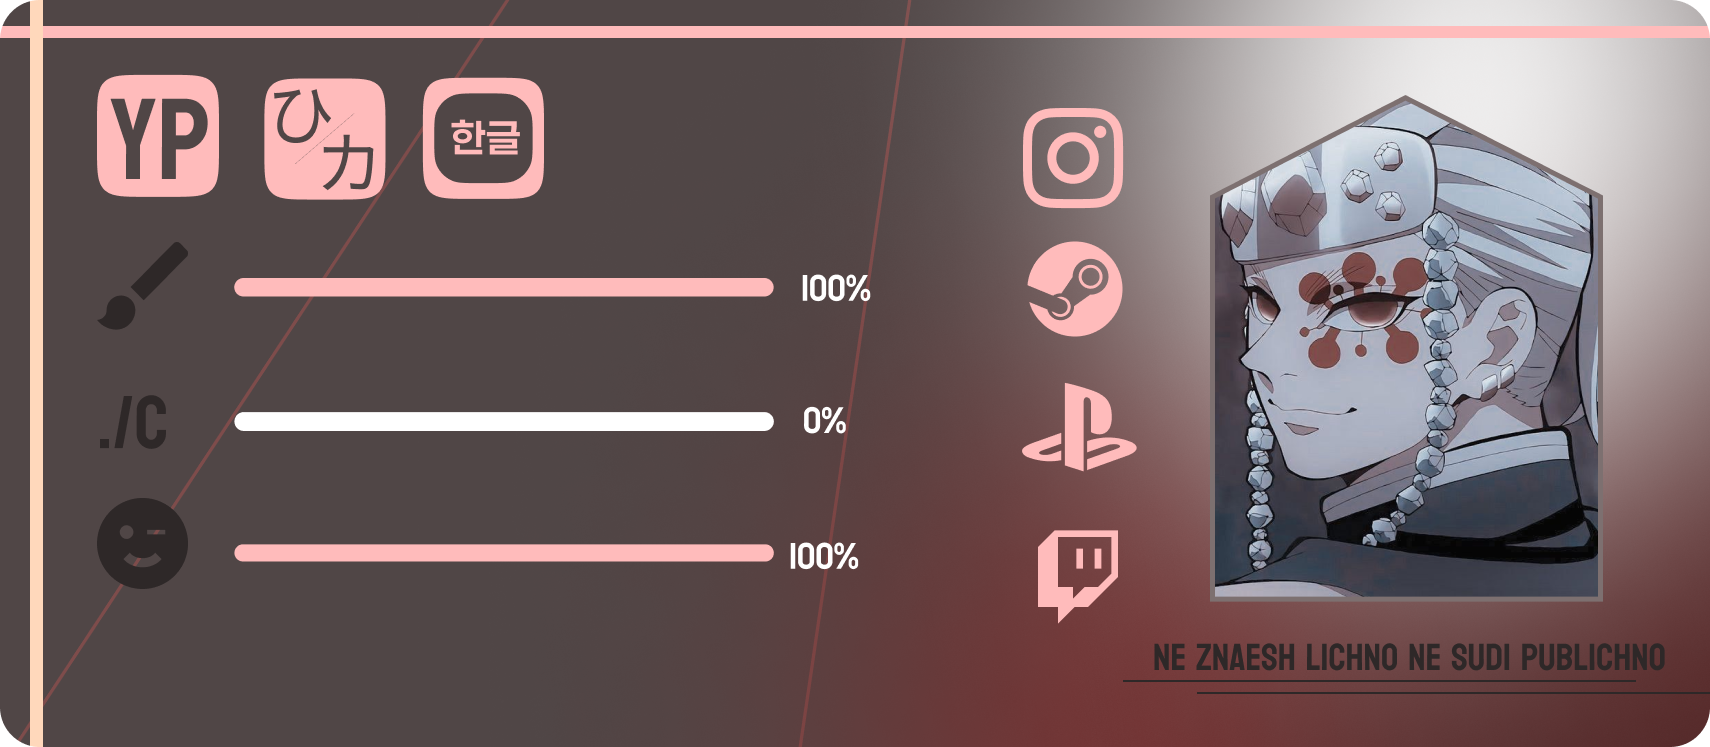 YP
ひ
カ
한글
100%
./C
0%
100%
NE ZNAESH LICHNO NE SUDI PUBLICHNO